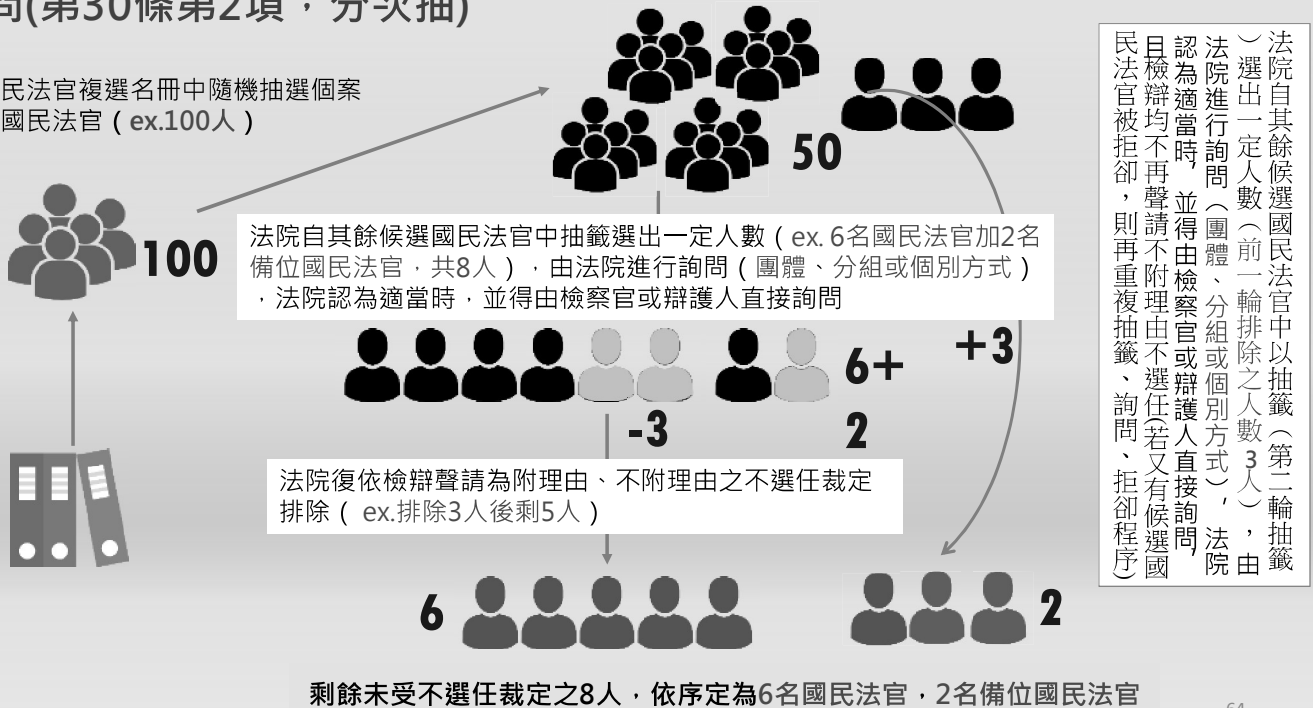 問(第30條第2項，分次抽)
民法官複選名冊中隨機抽選個案
國民法官（ex.100人）
50
100
法院自其餘候選國民法官中抽籤選出一定人數（ex. 6名國民法官加2名
備位國民法官，共8人），由法院進行詢問（團體、分組或個別方式）
，法院認為適當時，並得由檢察官或辯護人直接詢問
+3
6+
2
-3
法院復依檢辯聲請為附理由、不附理由之不選任裁定
排除（ ex.排除3人後剩5人）
6
2
剩餘未受不選任裁定之8人，依序定為6名國民法官，2名備位國民法官
法院自其餘候選國民法官中以抽籤（第二輪抽籤
）選出一定人數（前一輪排除之人數3人），由
法院進行詢問（團體、分組或個別方式），法院
認為適當時，並得由檢察官或辯護人直接詢問，
且檢辯均不再聲請不附理由不選任(若又有候選國
民法官被拒卻，則再重複抽籤、詢問、拒卻程序)